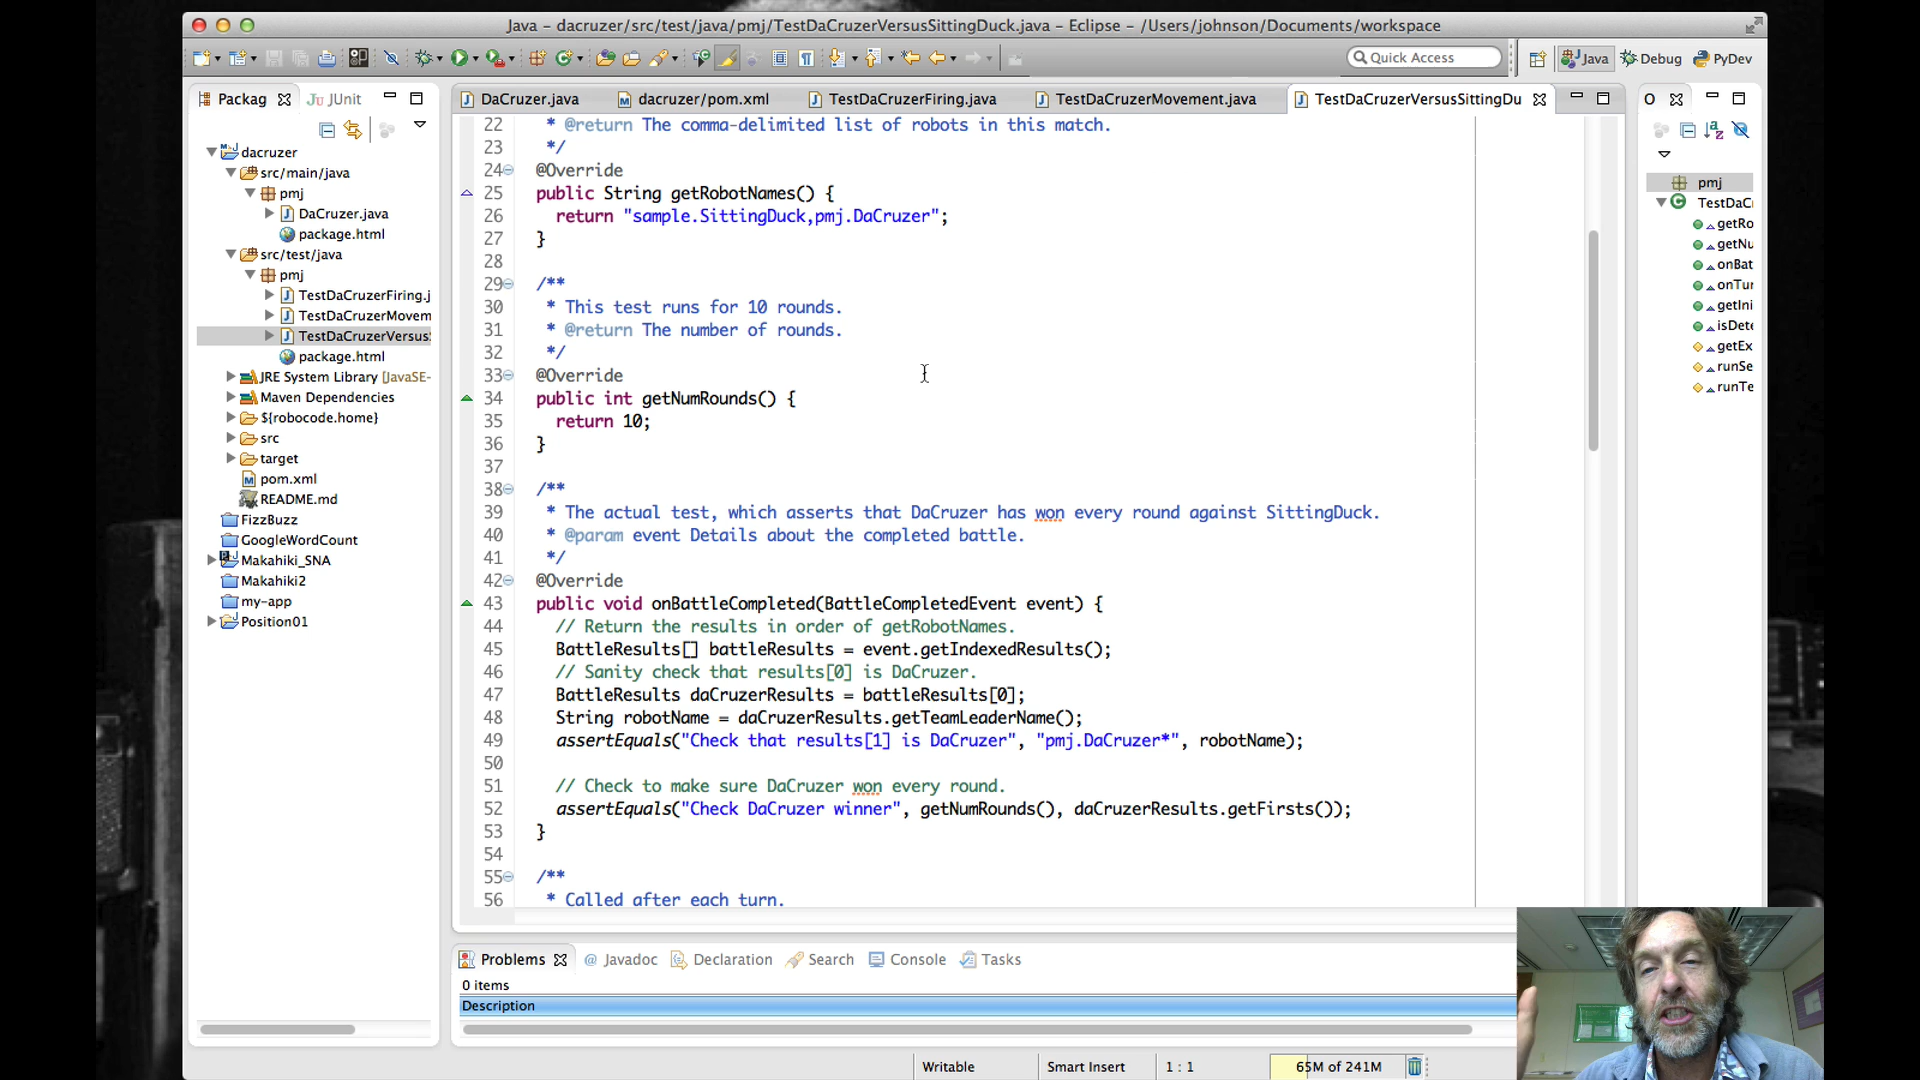 Java – dacruzer/src/test/java/pmj/TestDaCruzerVersusSittingDuck.java – Eclipse – /Users/johnson/Documents/workspace
Quick Access
Java
Debug
PyDev
Packag
JUnit
dacruzer
src/main/java
pmj
DaCruzer.java
package.html
src/test/java
pmj
TestDaCruzerFiring.j
TestDaCruzerMovem
TestDaCruzerVersus
package.html
JRE System Library [JavaSE-
Maven Dependencies
${robocode.home}
src
target
pom.xml
README.md
FizzBuzz
GoogleWordCount
Makahiki_SNA
Makahiki2
my-app
Position01
DaCruzer.java
dacruzer/pom.xml
TestDaCruzerFiring.java
TestDaCruzerMovement.java
TestDaCruzerVersusSittingDu
22 * @return The comma-delimited list of robots in this match.
23 */
24 @Override
25 public String getRobotNames() {
26 return "sample.SittingDuck,pmj.DaCruzer";
27 }
28
29 /**
30 * This test runs for 10 rounds.
31 * @return The number of rounds.
32 */
33 @Override
34 public int getNumRounds() {
35 return 10;
36 }
37
38 /**
39 * The actual test, which asserts that DaCruzer has won every round against SittingDuck.
40 * @param event Details about the completed battle.
41 */
42 @Override
43 public void onBattleCompleted(BattleCompletedEvent event) {
44 // Return the results in order of getRobotNames.
45 BattleResults[] battleResults = event.getIndexedResults();
46 // Sanity check that results[0] is DaCruzer.
47 BattleResults daCruzerResults = battleResults[0];
48 String robotName = daCruzerResults.getTeamLeaderName();
49 assertEquals("Check that results[1] is DaCruzer", "pmj.DaCruzer*", robotName);
50
51 // Check to make sure DaCruzer won every round.
52 assertEquals("Check DaCruzer winner", getNumRounds(), daCruzerResults.getFirsts());
53 }
54
55 /**
56 * Called after each turn.
O
pmj
TestDaC
getRo
getNu
onBat
onTur
getIni
isDete
getEx
runSe
runTe
Problems
@ Javadoc
Declaration
Search
Console
Tasks
0 items
Description
Writable
Smart Insert
1 : 1
65M of 241M